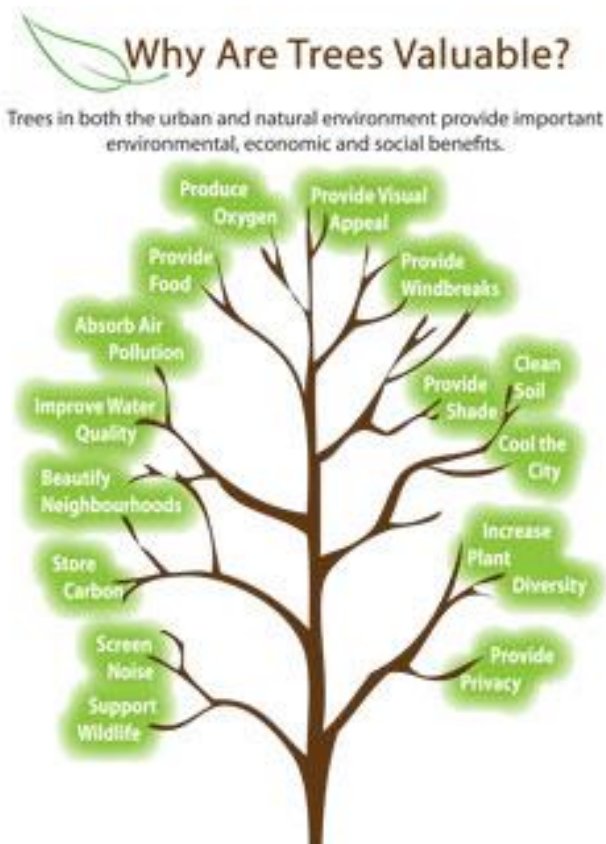 Why Are Trees Valuable?
Trees in both the urban and natural environment provide important
environmental, economic and social benefits.
Produce
Oxygen
Provide Visual
Appeal
Provide
Food
Provide
Windbreaks
Absorb Air
Pollution
Clean
Soil
Provide
Shade
Improve Water
Quality
Cool the
City
Beautify
Neighbourhoods
Increase
Plant
Diversity
Store
Carbon
Screen
Noise
Provide
Privacy
Support
Wildlife